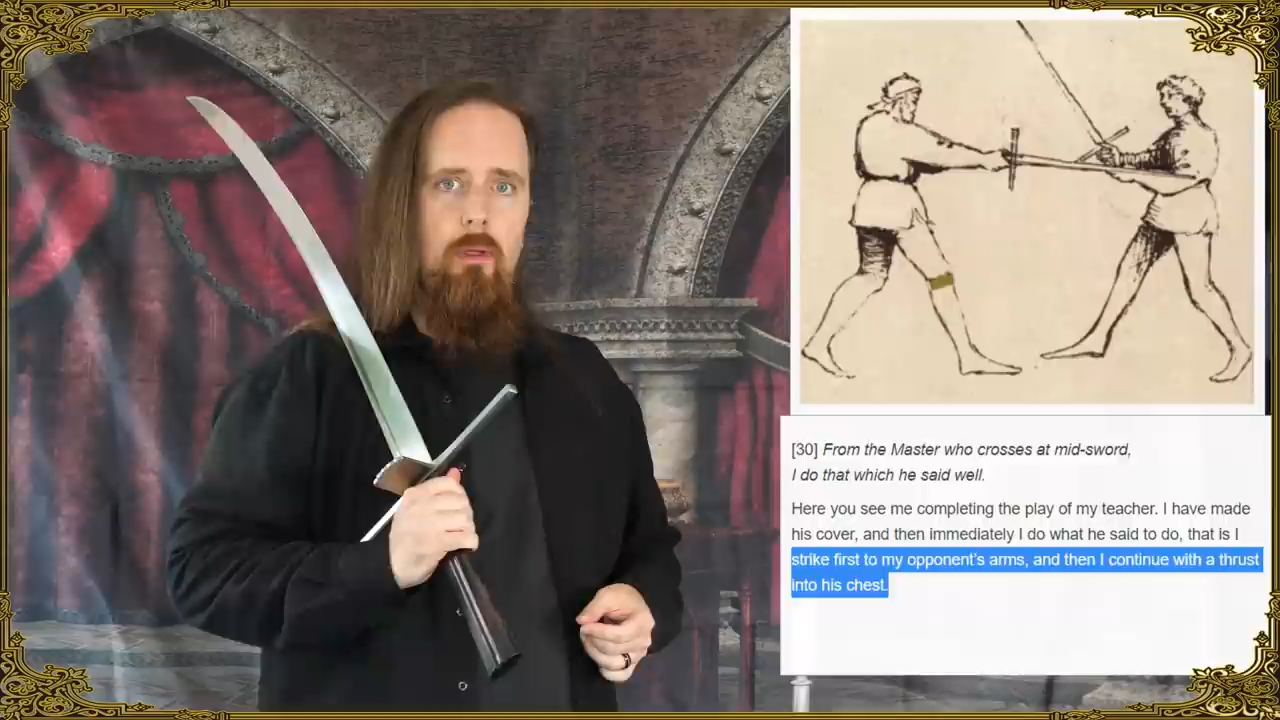 [30] From the Master who crosses at mid-sword,
I do that which he said well.
Here you see me completing the play of my teacher. I have made
his cover, and then immediately I do what he said to do, that is I
strike first to my opponent's arms, and then I continue with a thrust
into his chest.